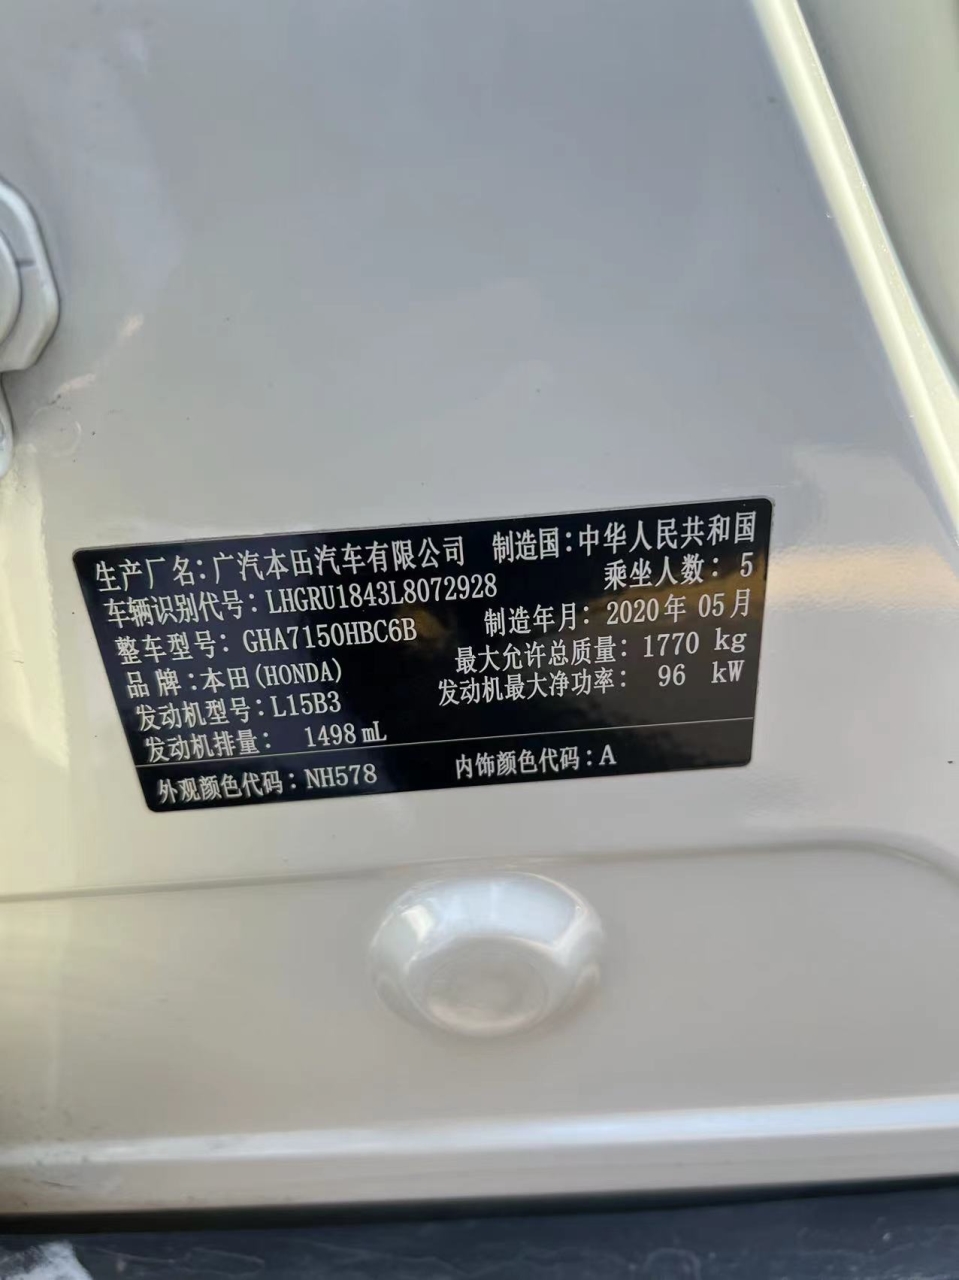 生产厂名：广汽本田汽车有限公司 制造国：中华人民共和国
车辆识别代号：LHGRU1843L8072928 乘坐人数：5
整车型号：GHA7150HBC6B 制造年月：2020年05月
品牌：本田(HONDA) 最大允许总质量：1770 kg
发动机型号：L15B3 发动机最大净功率：96 kW
发动机排量：1498 mL
外观颜色代码：NH578 内饰颜色代码：A